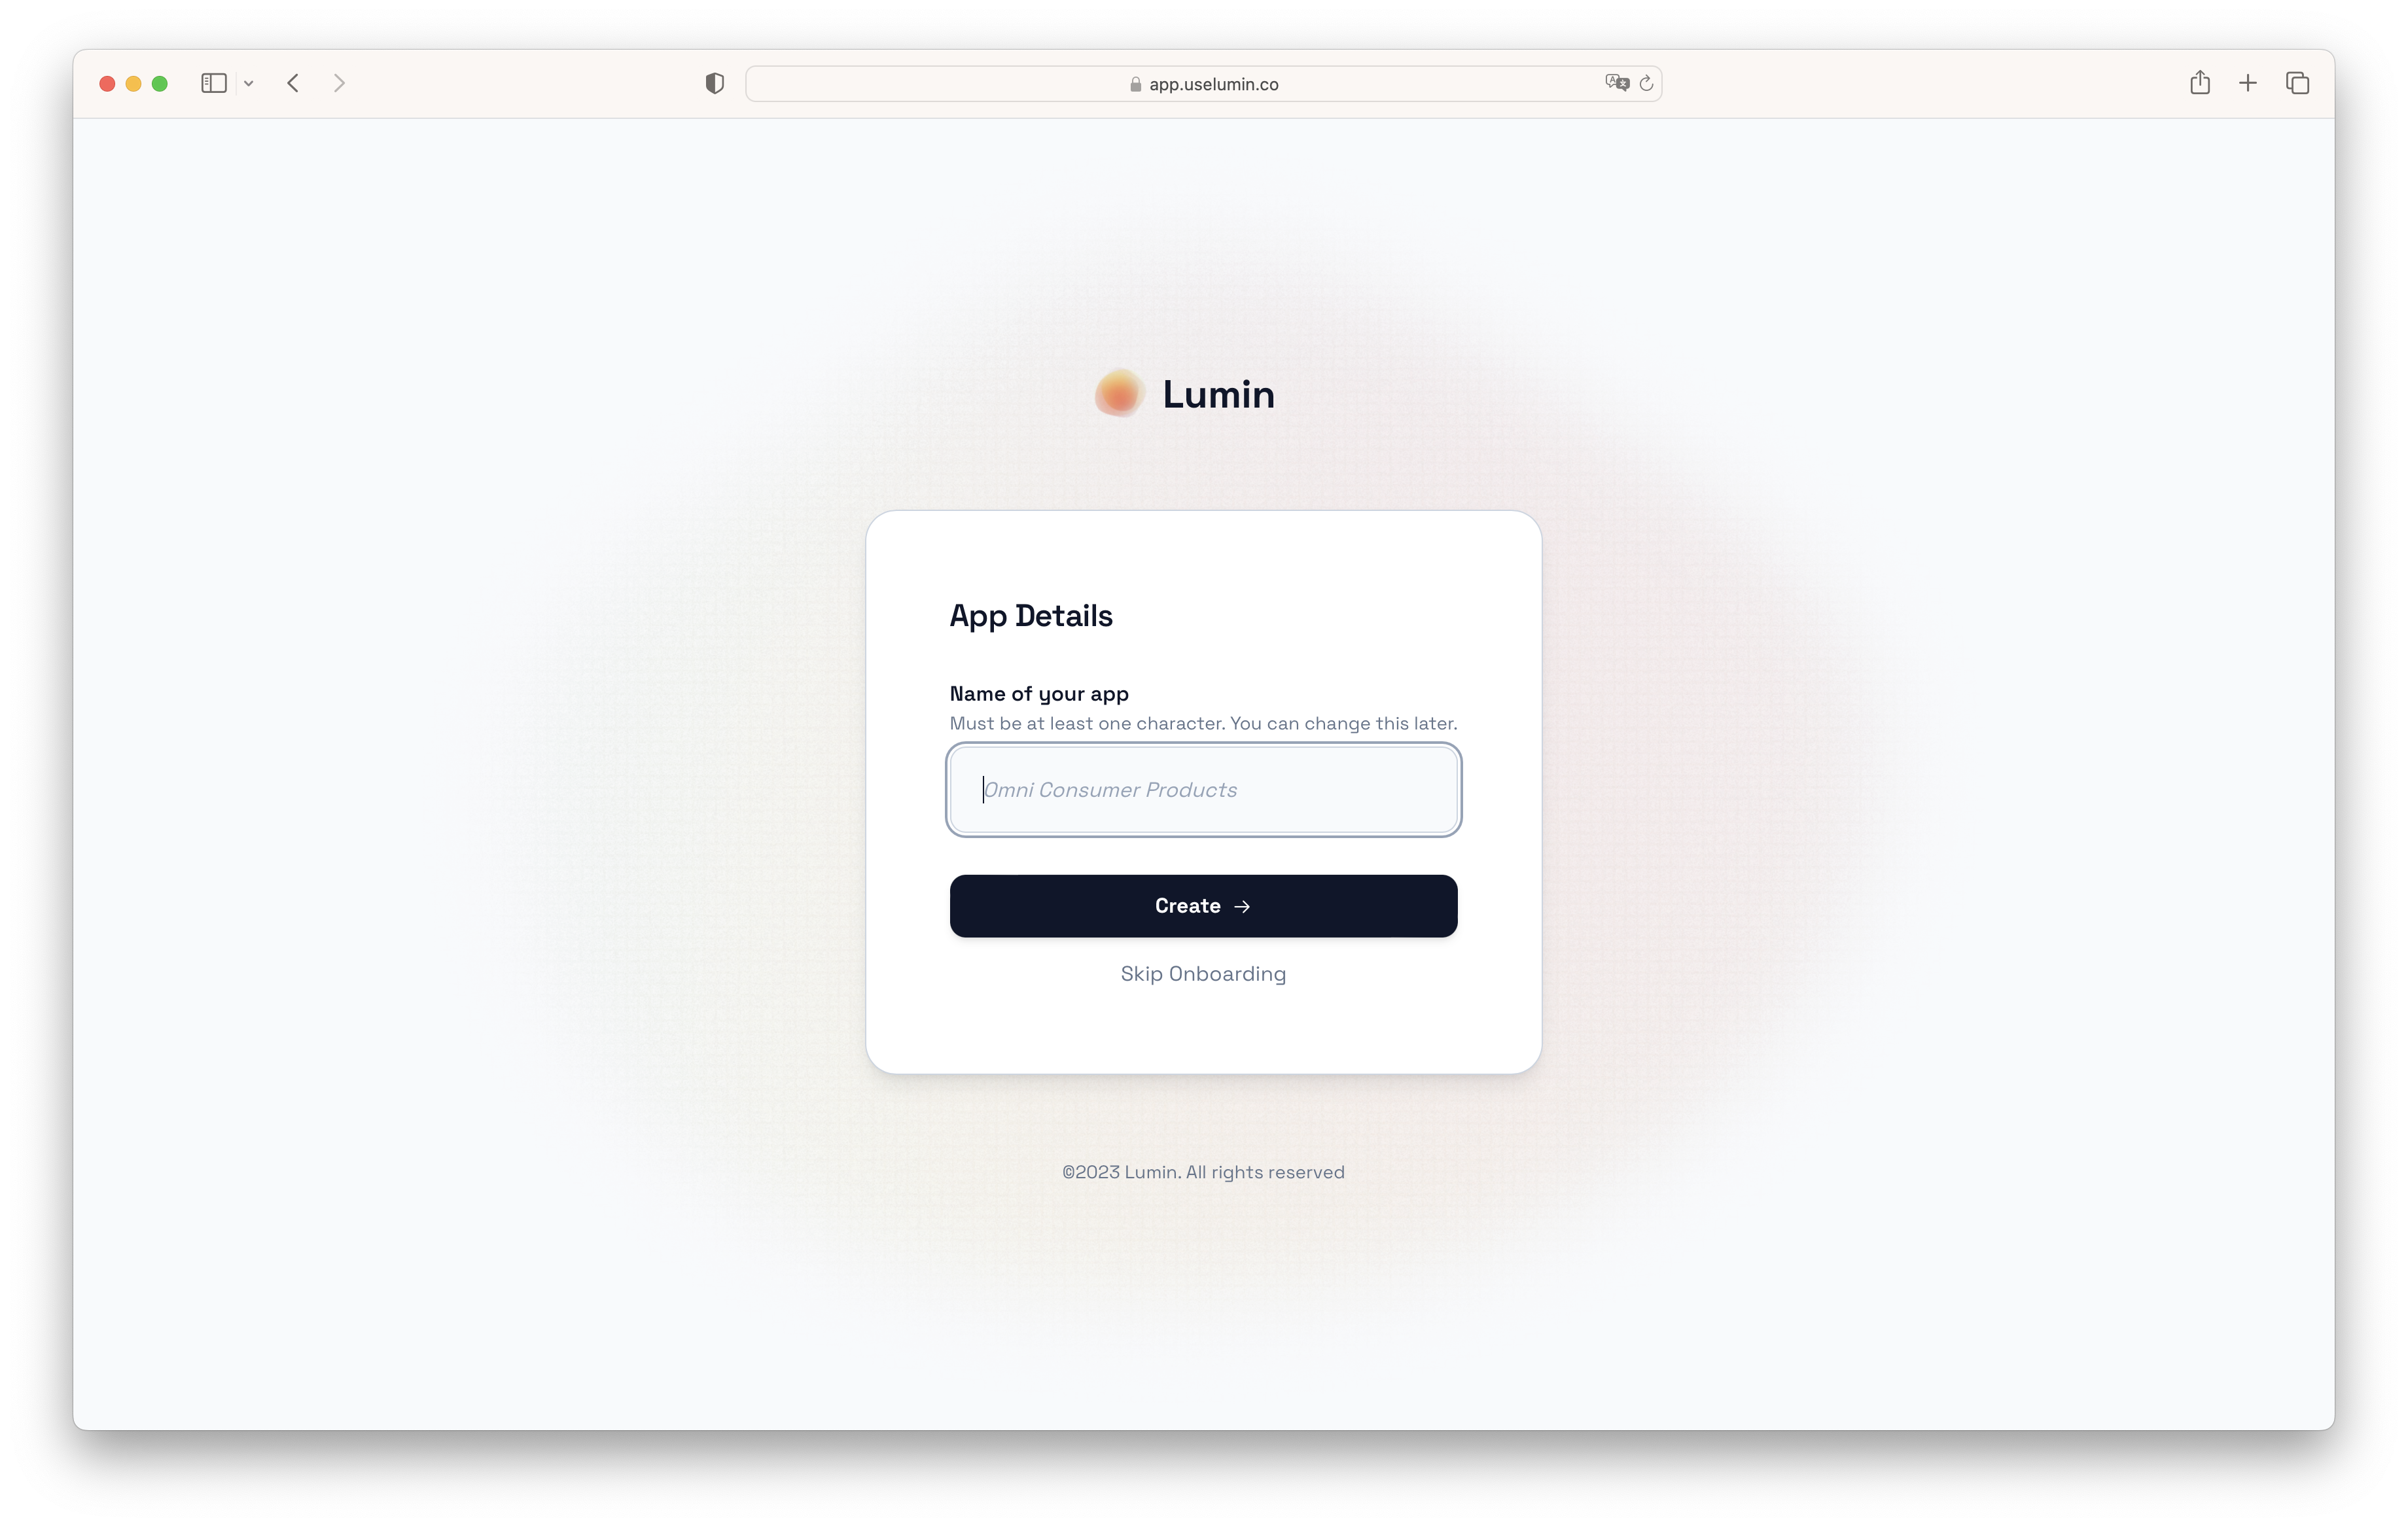 app.uselumin.co
Lumin
App Details
Name of your app
Must be at least one character. You can change this later.
Omni Consumer Products
Create →
Skip Onboarding
©2023 Lumin. All rights reserved